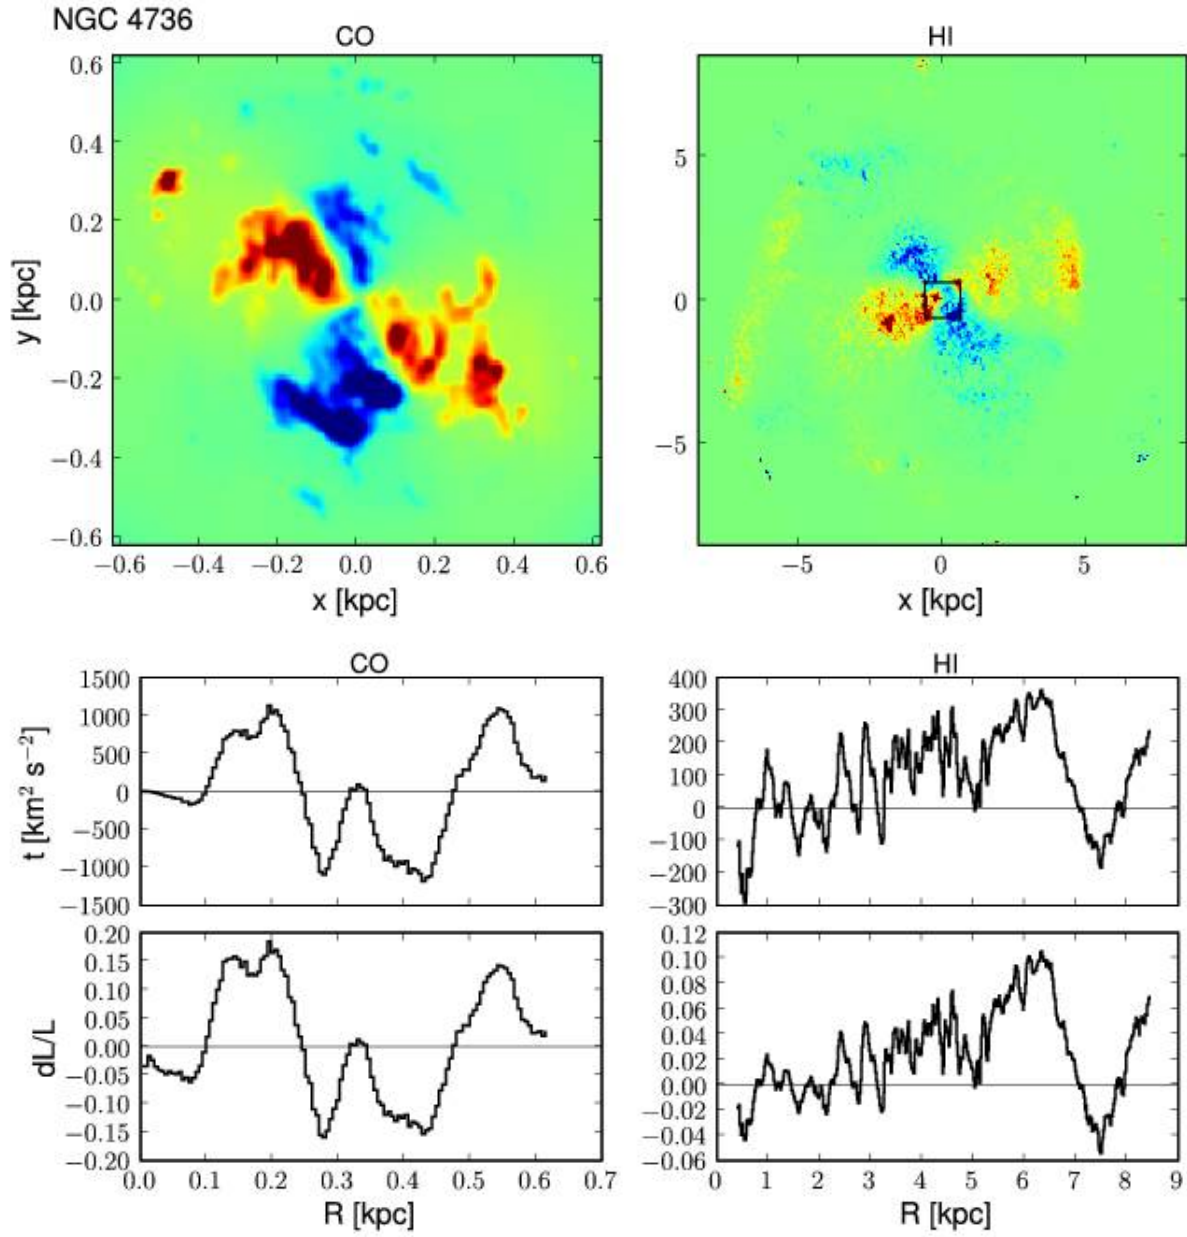 NGC 4736
CO
HI
0.6
0.4
0.2
0.0
−0.2
−0.4
−0.6
y [kpc]
−0.6 −0.4 −0.2 0.0 0.2 0.4 0.6
x [kpc]
5
0
−5
−5 0 5
x [kpc]
CO
HI
1500
1000
500
0
−500
−1000
−1500
t [km² s⁻²]
400
300
200
100
0
−100
−200
−300
0.20
0.15
0.10
0.05
0.00
−0.05
−0.10
−0.15
−0.20
dL/L
0.0 0.1 0.2 0.3 0.4 0.5 0.6 0.7
R [kpc]
0.12
0.10
0.08
0.06
0.04
0.02
0.00
−0.02
−0.04
−0.06
0 1 2 3 4 5 6 7 8 9
R [kpc]